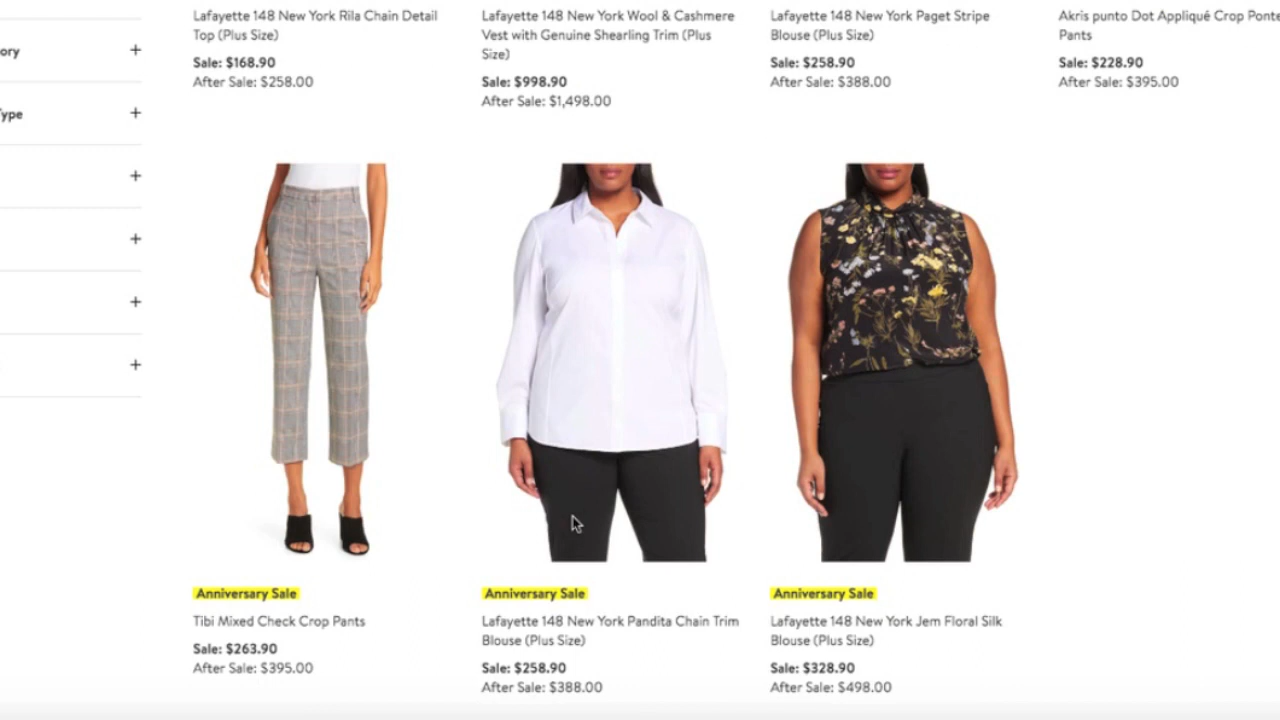 Lafayette 148 New York Rila Chain Detail
Top (Plus Size)
Sale: $168.90
After Sale: $258.00
Lafayette 148 New York Wool & Cashmere
Vest with Genuine Shearling Trim (Plus
Size)
Sale: $998.90
After Sale: $1,498.00
Lafayette 148 New York Paget Stripe
Blouse (Plus Size)
Sale: $258.90
After Sale: $388.00
Akris punto Dot Appliqué Crop Ponte
Pants
Sale: $228.90
After Sale: $395.00
ory +
Type +
+
+
+
+
Anniversary Sale
Tibi Mixed Check Crop Pants
Sale: $263.90
After Sale: $395.00
Anniversary Sale
Lafayette 148 New York Pandita Chain Trim
Blouse (Plus Size)
Sale: $258.90
After Sale: $388.00
Anniversary Sale
Lafayette 148 New York Jem Floral Silk
Blouse (Plus Size)
Sale: $328.90
After Sale: $498.00